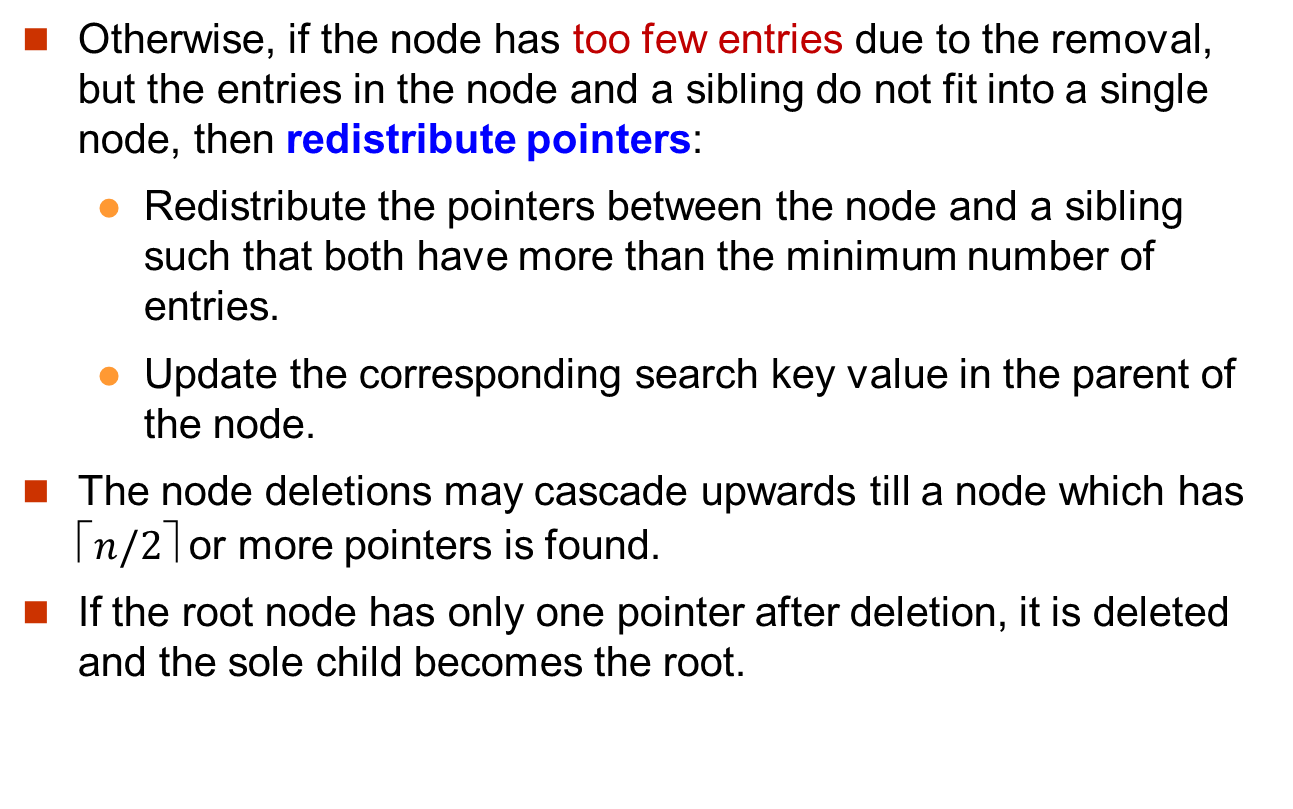 Otherwise, if the node has too few entries due to the removal,
but the entries in the node and a sibling do not fit into a single
node, then redistribute pointers:
Redistribute the pointers between the node and a sibling
such that both have more than the minimum number of
entries.
Update the corresponding search key value in the parent of
the node.
The node deletions may cascade upwards till a node which has
⌈n/2⌉ or more pointers is found.
If the root node has only one pointer after deletion, it is deleted
and the sole child becomes the root.